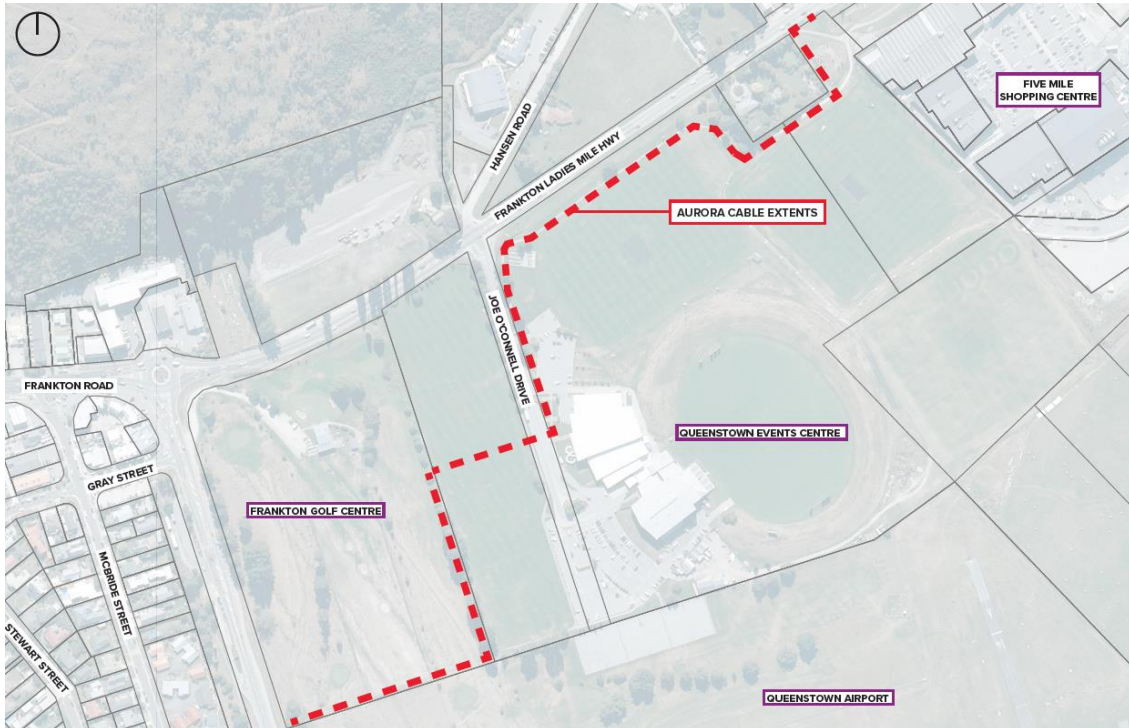 FIVE MILE
SHOPPING CENTRE
HANSEN ROAD
FRANKTON LADIES MILE HWY
AURORA CABLE EXTENTS
JOE O'CONNELL DRIVE
FRANKTON ROAD
QUEENSTOWN EVENTS CENTRE
GRAY STREET
FRANKTON GOLF CENTRE
MCBRIDE STREET
STEWART STREET
QUEENSTOWN AIRPORT